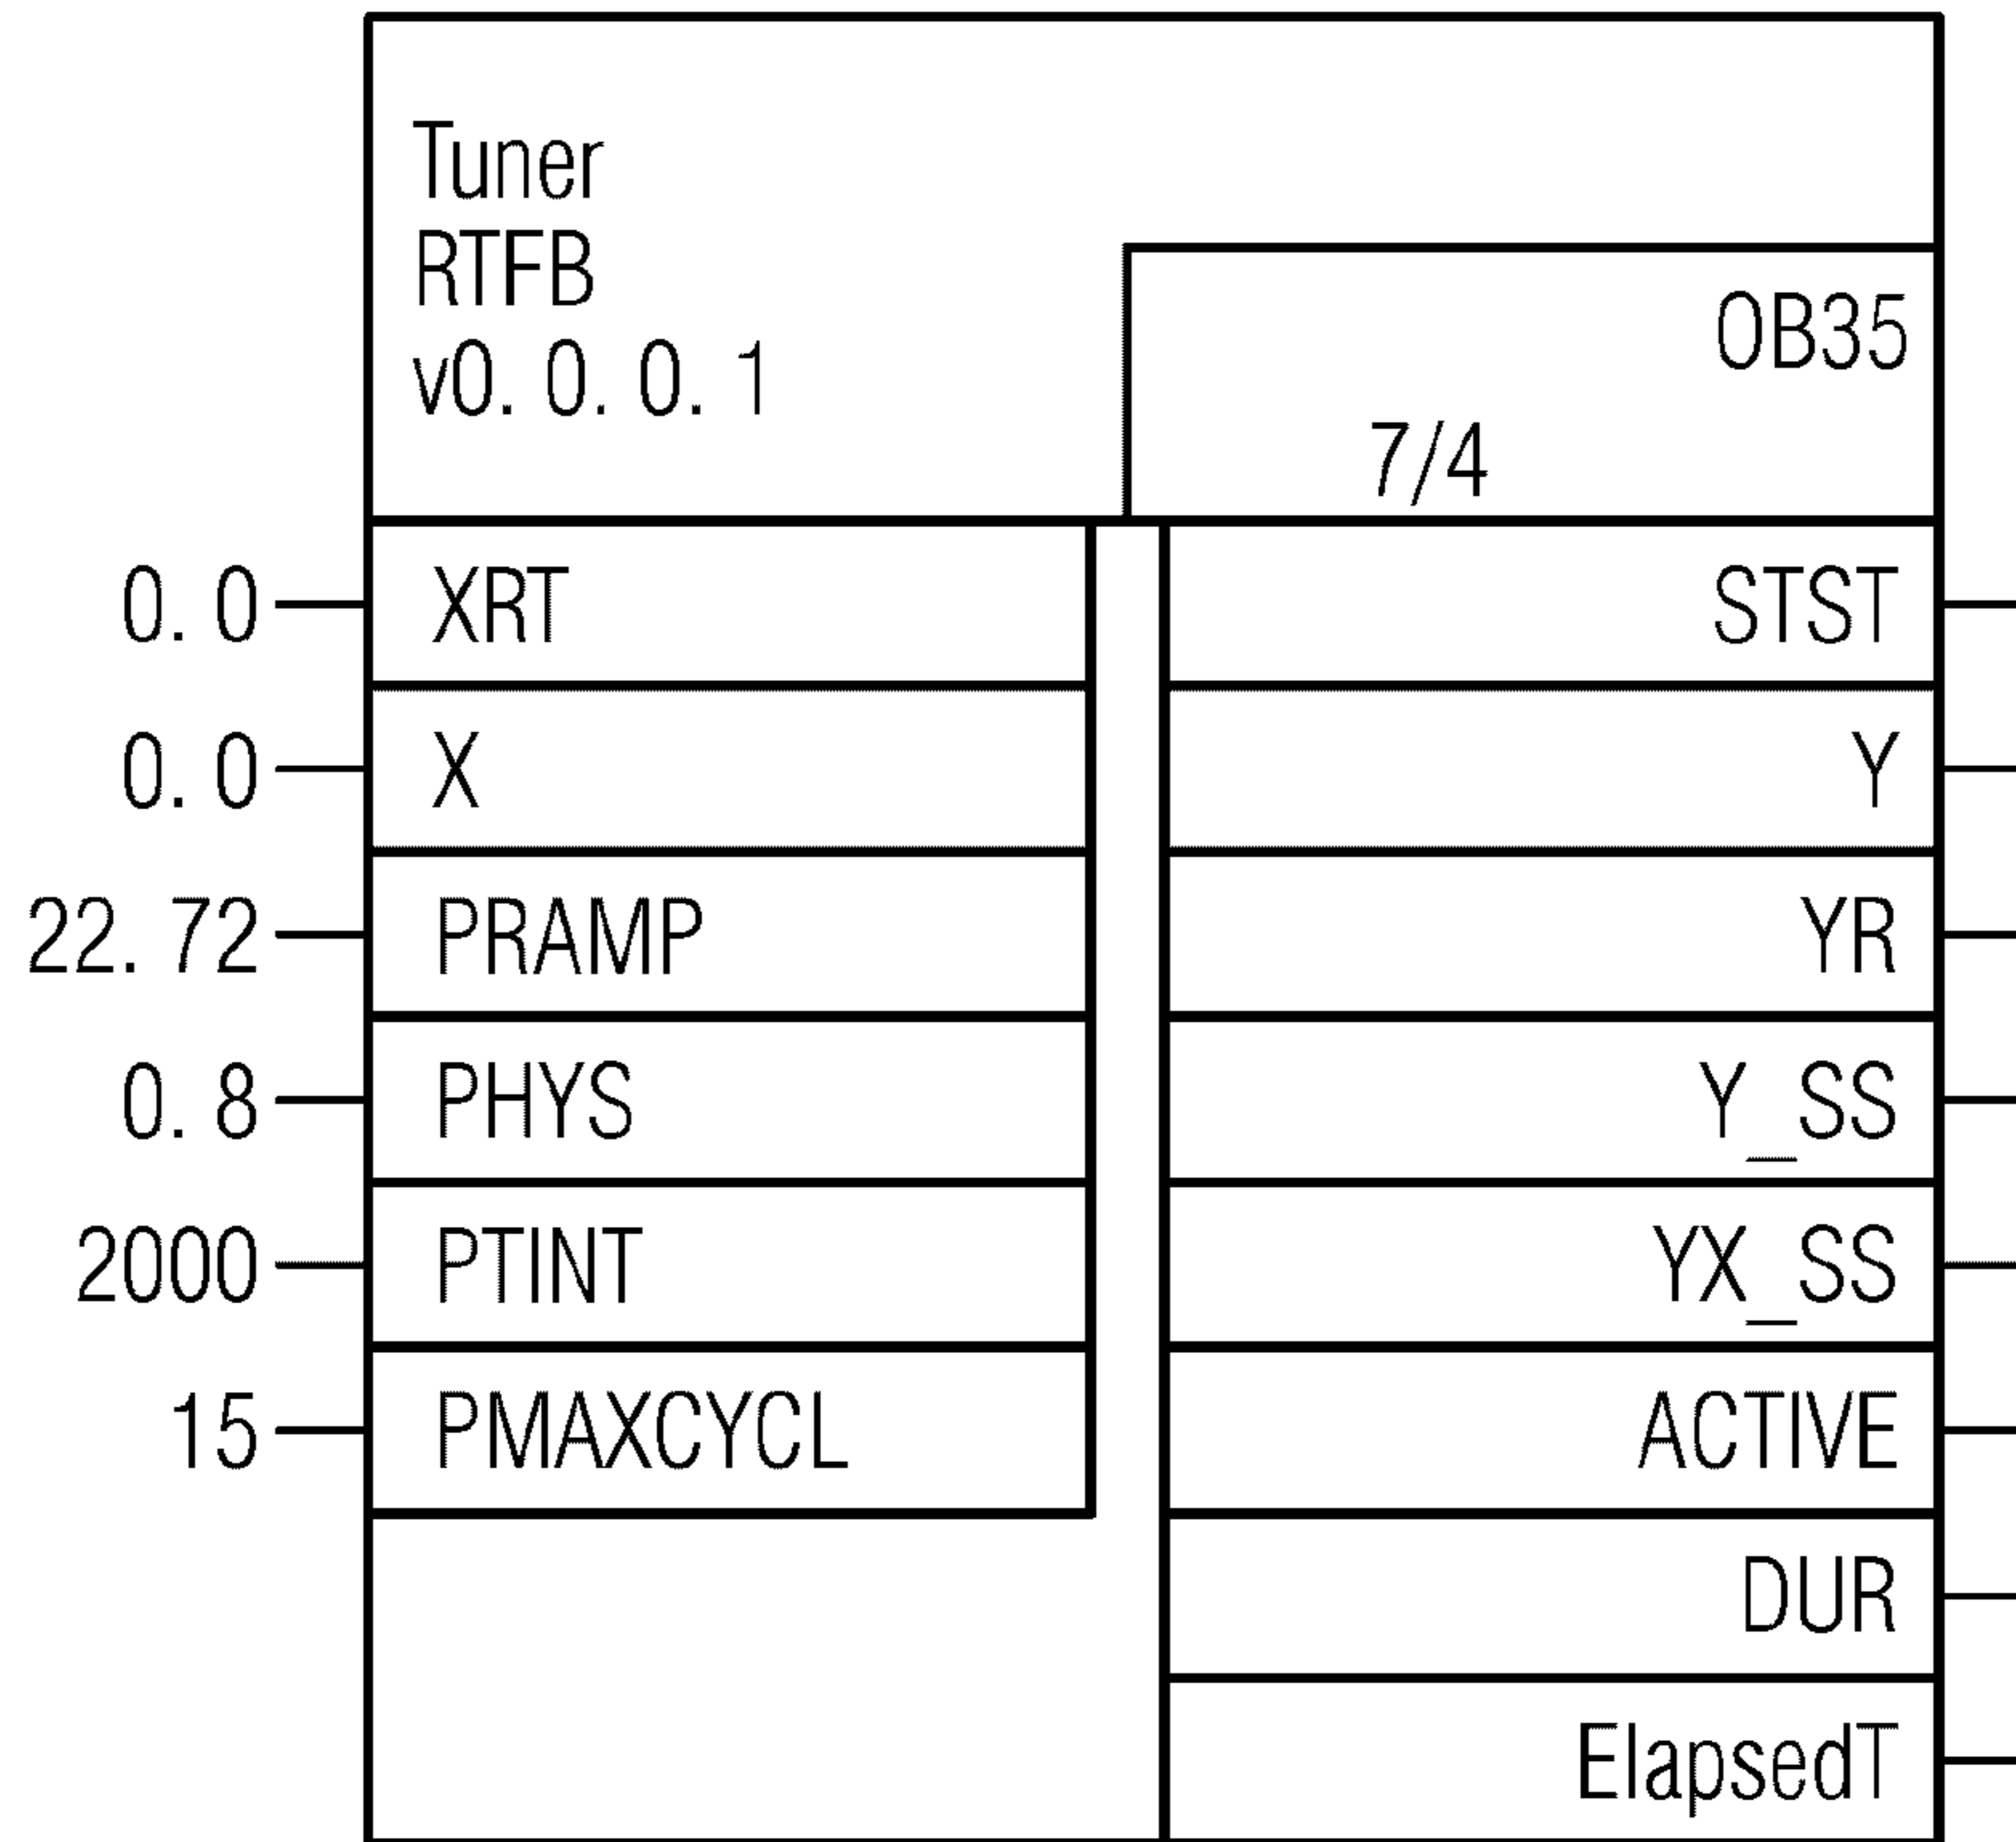 Tuner
RTFB
v0. 0. 0. 1
OB35
7/4
0. 0 XRT STST
0. 0 X Y
22. 72 PRAMP YR
0. 8 PHYS Y_SS
2000 PTINT YX_SS
15 PMAXCYCL ACTIVE
DUR
ElapsedT